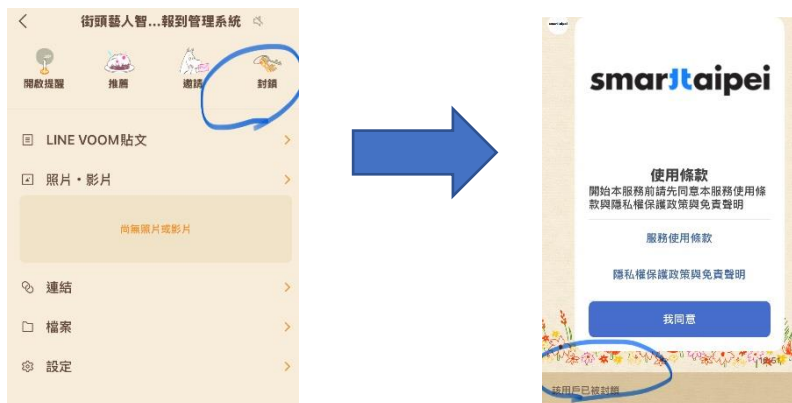 街頭藝人智...報到管理系統
開啟提醒
推薦
邀請
封鎖
LINE VOOM貼文
照片・影片
尚無照片或影片
連結
檔案
設定
smarttaipei
使用條款
開始本服務前請先同意本服務使用條
款與隱私權保護政策與免責聲明
服務使用條款
隱私權保護政策與免責聲明
我同意
該用戶已被封鎖